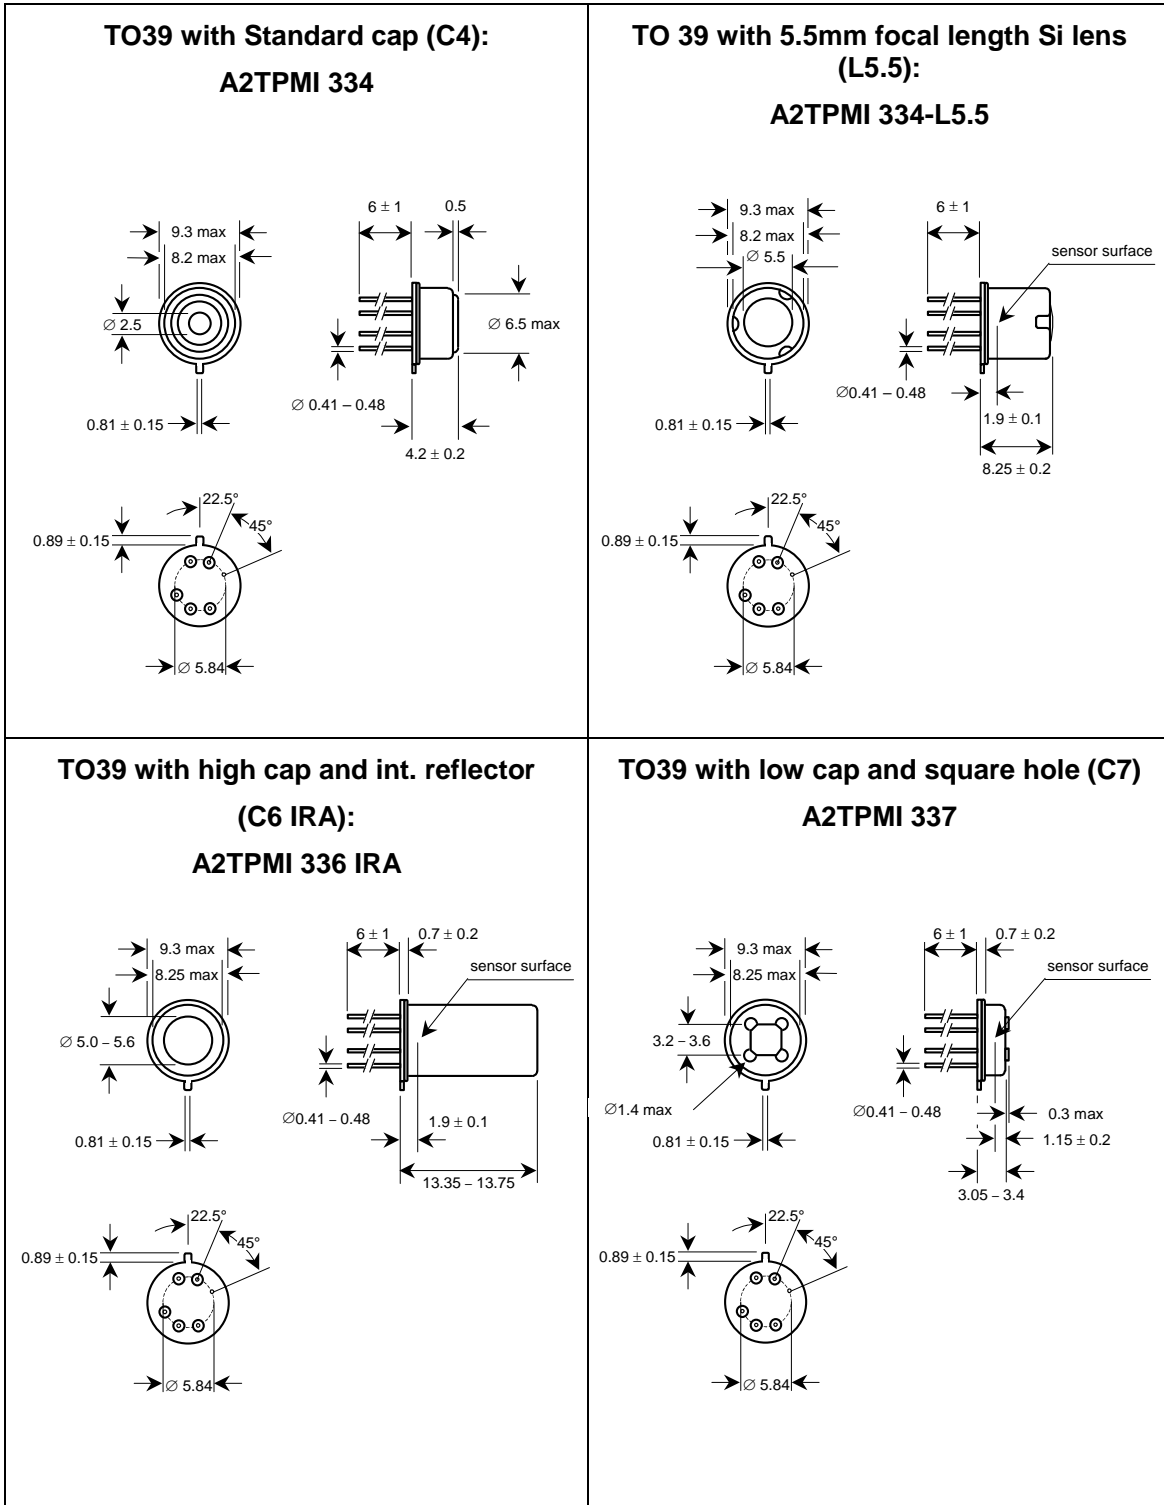 TO39 with Standard cap (C4):
A2TPMI 334
9.3 max
8.2 max
∅ 2.5
0.81 ± 0.15
6 ± 1
0.5
∅ 6.5 max
∅ 0.41 – 0.48
4.2 ± 0.2
22.5°
45°
0.89 ± 0.15
∅ 5.84
TO 39 with 5.5mm focal length Si lens
(L5.5):
A2TPMI 334-L5.5
9.3 max
8.2 max
∅ 5.5
0.81 ± 0.15
6 ± 1
sensor surface
∅0.41 – 0.48
1.9 ± 0.1
8.25 ± 0.2
22.5°
45°
0.89 ± 0.15
∅ 5.84
TO39 with high cap and int. reflector
(C6 IRA):
A2TPMI 336 IRA
9.3 max
8.25 max
∅ 5.0 – 5.6
0.81 ± 0.15
6 ± 1
0.7 ± 0.2
sensor surface
∅0.41 – 0.48
1.9 ± 0.1
13.35 – 13.75
22.5°
45°
0.89 ± 0.15
∅ 5.84
TO39 with low cap and square hole (C7)
A2TPMI 337
9.3 max
8.25 max
3.2 – 3.6
∅1.4 max
0.81 ± 0.15
6 ± 1
0.7 ± 0.2
sensor surface
∅0.41 – 0.48
0.3 max
1.15 ± 0.2
3.05 – 3.4
22.5°
45°
0.89 ± 0.15
∅ 5.84